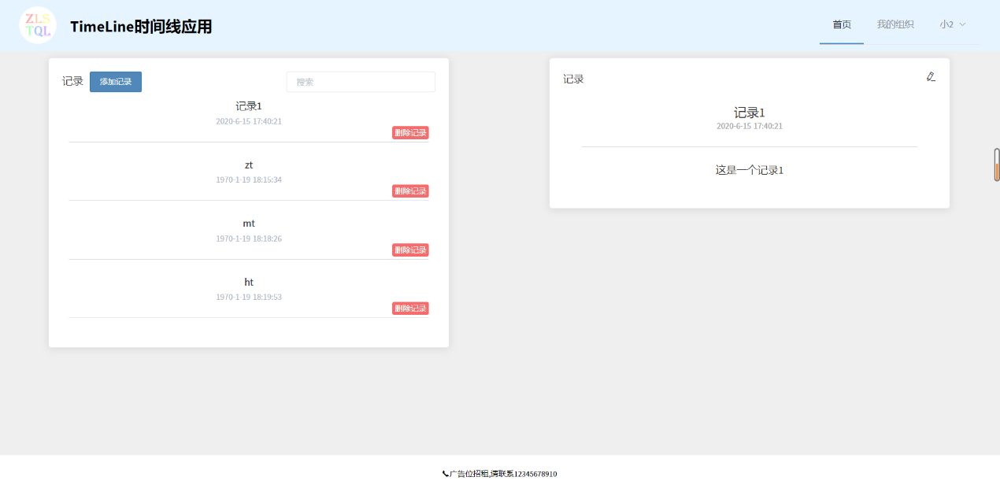 ZLS
TQL
TimeLine时间线应用
首页
我的组织
小2
记录
添加记录
搜索
记录1
2020-6-15 17:40:21
删除记录
zt
1970-1-19 18:15:34
删除记录
mt
1970-1-19 18:18:26
删除记录
ht
1970-1-19 18:19:53
删除记录
记录
记录1
2020-6-15 17:40:21
这是一个记录1
广告位招租,请联系12345678910